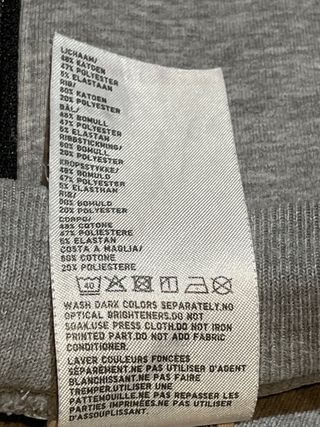 LICHAAM/
48% KATOEN
47% POLYESTER
5% ELASTAAN
RIB/
80% KATOEN
20% POLYESTER
BÅL/
48% BOMULL
47% POLYESTER
5% ELASTAN
RIBBSTICKNING/
80% BOMULL
20% POLYESTER
KROPSSTYKKE/
48% BOMULD
47% POLYESTER
5% ELASTHAN
RIB/
80% BOMULD
20% POLYESTER
CORPO/
48% COTONE
47% POLIESTERE
5% ELASTAN
COSTA A MAGLIA/
80% COTONE
20% POLIESTERE
40
WASH DARK COLORS SEPARATELY.NO
OPTICAL BRIGHTENERS.DO NOT
SOAK.USE PRESS CLOTH.DO NOT IRON
PRINTED PART.DO NOT ADD FABRIC
CONDITIONER.
LAVER COULEURS FONCÉES
SÉPARÉMENT.NE PAS UTILISER D'AGENT
BLANCHISSANT.NE PAS FAIRE
TREMPER.UTILISER UNE
PATTEMOUILLE.NE PAS REPASSER LES
PARTIES IMPRIMÉES.NE PAS UTILISER
D'ASSOUPLISSANT.